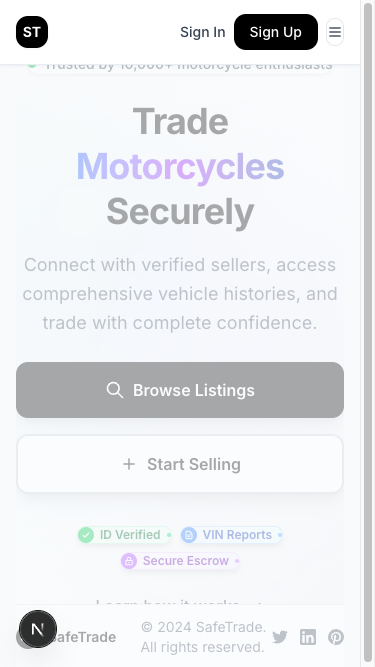 ST
Sign In
Sign Up
Trusted by 10,000+ motorcycle enthusiasts
Trade
Motorcycles
Securely
Connect with verified sellers, access
comprehensive vehicle histories, and
trade with complete confidence.
Browse Listings
Start Selling
ID Verified
VIN Reports
Secure Escrow
Learn how it works
N
SafeTrade
© 2024 SafeTrade.
All rights reserved.